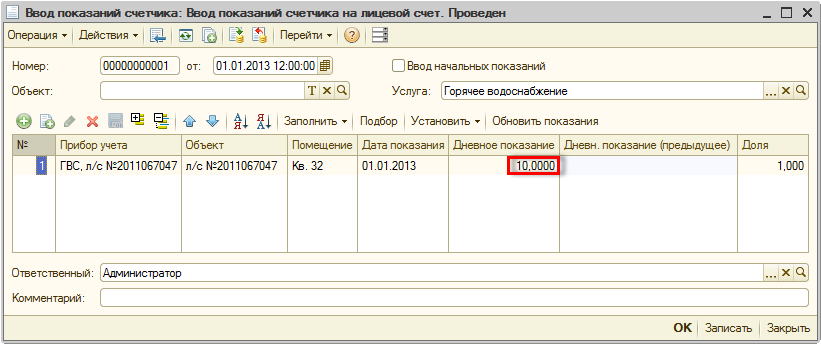 Ввод показаний счетчика: Ввод показаний счетчика на лицевой счет. Проведен
Операция Действия Перейти ?
Номер: 00000000001 от: 01.01.2013 12:00:00 Ввод начальных показаний
Объект: T Услуга: Горячее водоснабжение ...
Заполнить Подбор Установить Обновить показания
№ Прибор учета Объект Помещение Дата показания Дневное показание Дневн. показание (предыдущее) Доля
1 ГВС, л/с №2011067047 л/с №2011067047 Кв. 32 01.01.2013 10,0000 1,000
Ответственный: Администратор ...
Комментарий:
OK Записать Закрыть